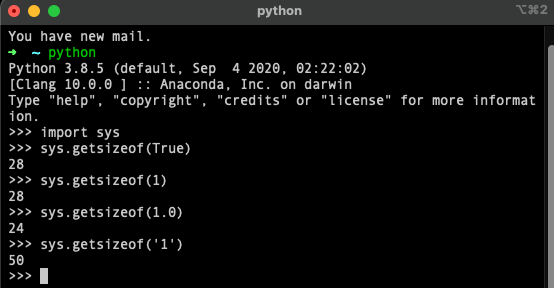 python
⌥⌘2
You have new mail.
➜  ~ python
Python 3.8.5 (default, Sep  4 2020, 02:22:02)
[Clang 10.0.0 ] :: Anaconda, Inc. on darwin
Type "help", "copyright", "credits" or "license" for more informat
ion.
>>> import sys
>>> sys.getsizeof(True)
28
>>> sys.getsizeof(1)
28
>>> sys.getsizeof(1.0)
24
>>> sys.getsizeof('1')
50
>>>